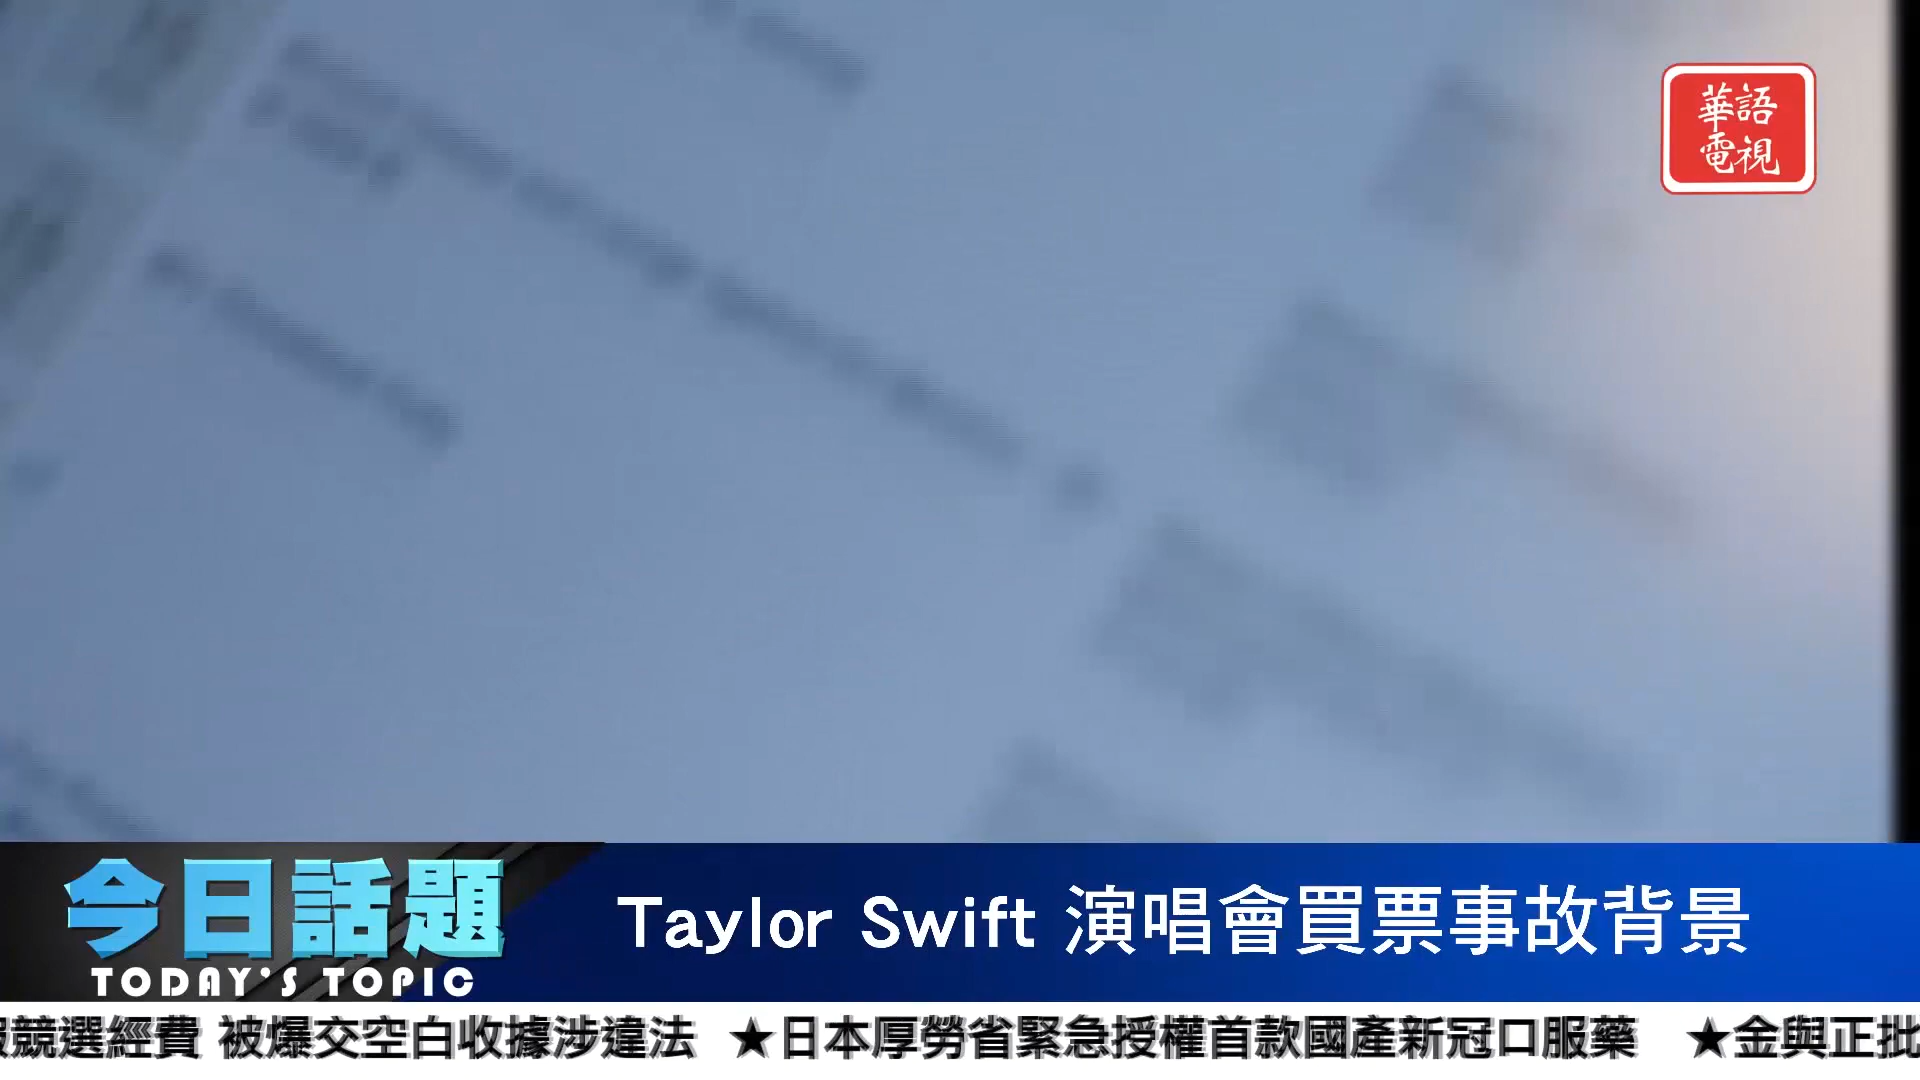 華語
電視
今日話題
TODAY'S TOPIC
Taylor Swift 演唱會買票事故背景
競選經費 被爆交空白收據涉違法 ★日本厚勞省緊急授權首款國產新冠口服藥 ★金與正批